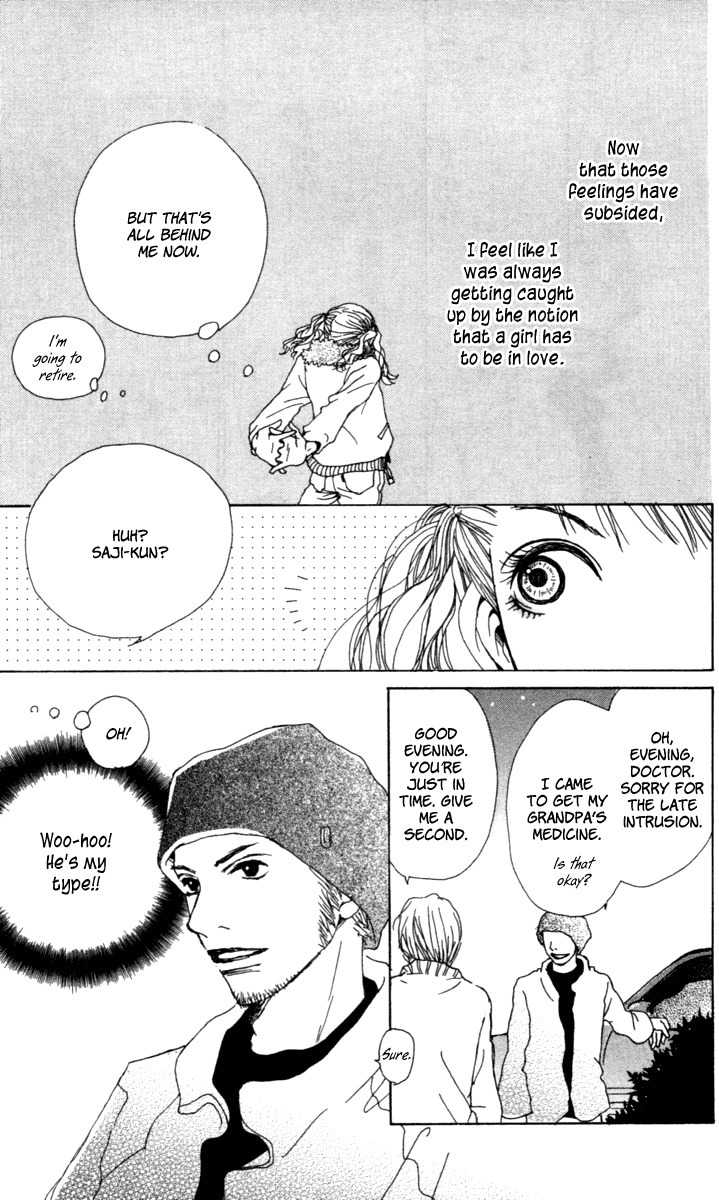 Now
that those
feelings have
subsided,
I feel like I
was always
getting caught
up by the notion
that a girl has
to be in love.
BUT THAT'S
ALL BEHIND
ME NOW.
I'm
going to
retire.
HUH?
SAJI-KUN?
OH,
EVENING,
DOCTOR.
SORRY FOR
THE LATE
INTRUSION.
I CAME
TO GET MY
GRANDPA'S
MEDICINE.
Is that
okay?
GOOD
EVENING.
YOU'RE
JUST IN
TIME. GIVE
ME A
SECOND.
Sure.
OH!
Woo-hoo!
He's my
type!!